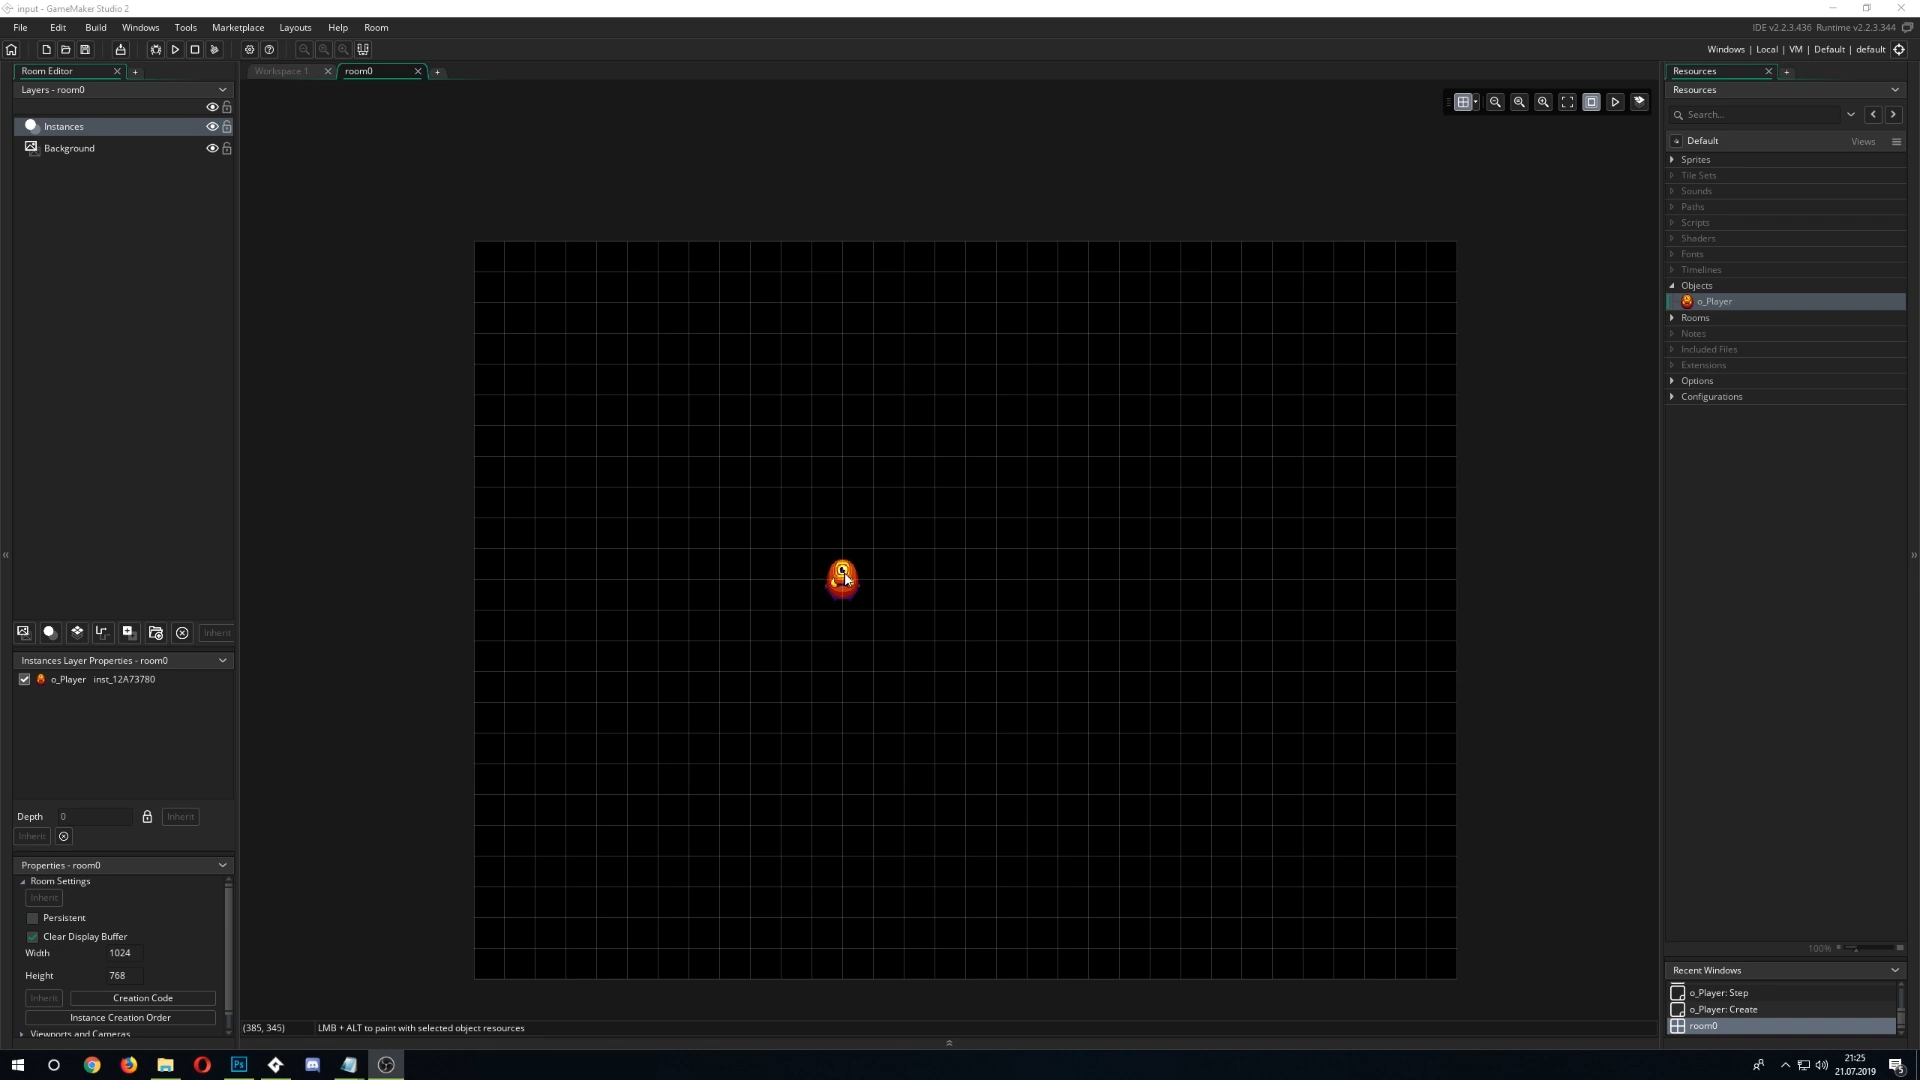 input - GameMaker Studio 2
File Edit Build Windows Tools Marketplace Layouts Help Room
IDE v2.2.3.436 Runtime v2.2.3.344
Windows | Local | VM | Default | default
Room Editor
Workspace 1
room0
Resources
Layers - room0
Resources
Search...
Instances
Background
Default
Views
Sprites
Tile Sets
Sounds
Paths
Scripts
Shaders
Fonts
Timelines
Objects
o_Player
Rooms
Notes
Included Files
Extensions
Options
Configurations
Inherit
Instances Layer Properties - room0
o_Player inst_12A73780
Depth 0
Inherit
Inherit
Properties - room0
Room Settings
Inherit
Persistent
Clear Display Buffer
Width 1024
Height 768
Inherit
Creation Code
Instance Creation Order
Viewports and Cameras
(385, 345)
LMB + ALT to paint with selected object resources
100%
Recent Windows
o_Player: Step
o_Player: Create
room0
Ps
21:25
21.07.2019
5